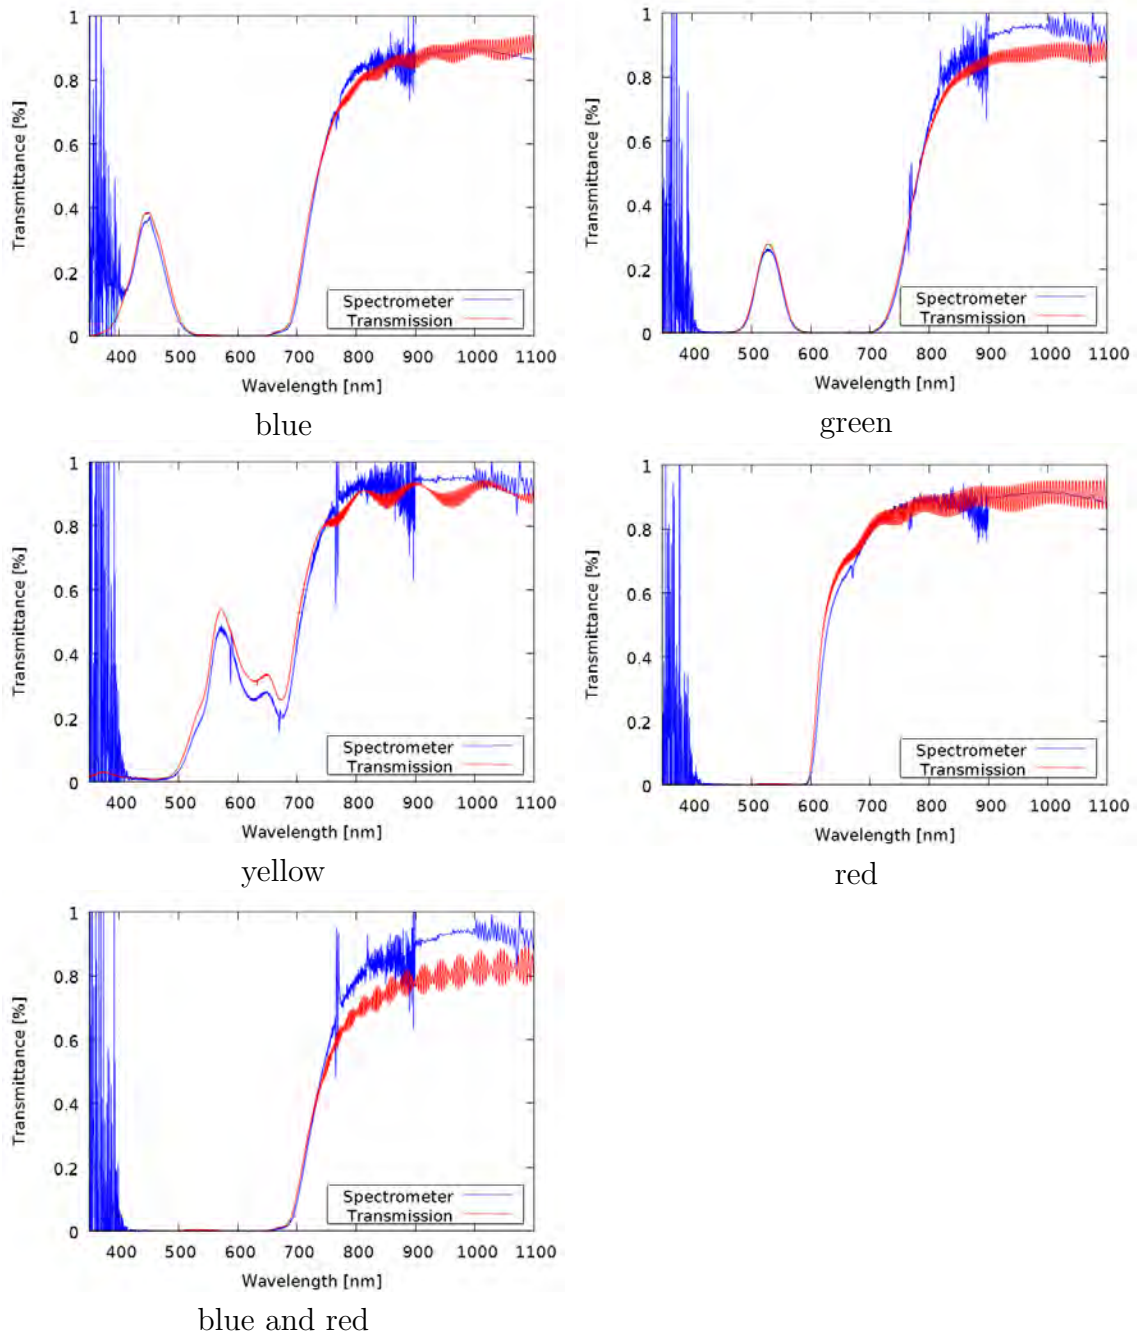 1
0.8
0.6
0.4
0.2
0
Transmittance [%]
Spectrometer
Transmission
400 500 600 700 800 900 1000 1100
Wavelength [nm]
blue
1
0.8
0.6
0.4
0.2
0
Transmittance [%]
Spectrometer
Transmission
400 500 600 700 800 900 1000 1100
Wavelength [nm]
green
1
0.8
0.6
0.4
0.2
0
Transmittance [%]
Spectrometer
Transmission
400 500 600 700 800 900 1000 1100
Wavelength [nm]
yellow
1
0.8
0.6
0.4
0.2
0
Transmittance [%]
Spectrometer
Transmission
400 500 600 700 800 900 1000 1100
Wavelength [nm]
red
1
0.8
0.6
0.4
0.2
0
Transmittance [%]
Spectrometer
Transmission
400 500 600 700 800 900 1000 1100
Wavelength [nm]
blue and red